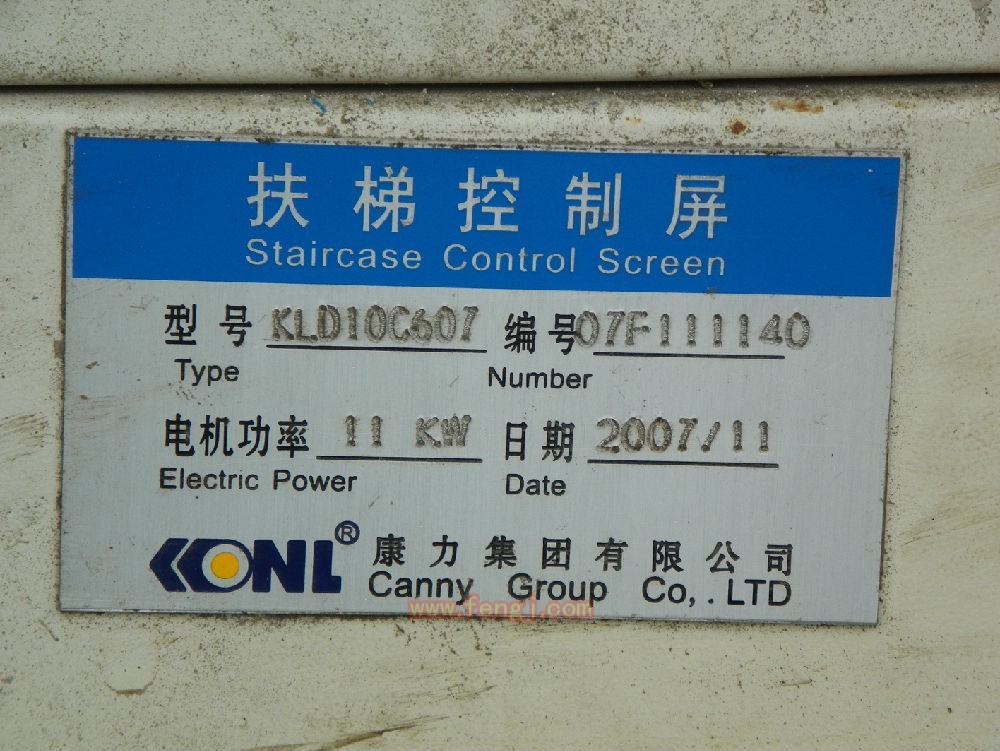 扶梯控制屏
Staircase Control Screen
型号 KLD10C607 编号 07F111140
Type Number
电机功率 11 KW 日期 2007/11
Electric Power Date
KONL® 康力集团有限公司
Canny Group Co,.LTD
www.fengj.com